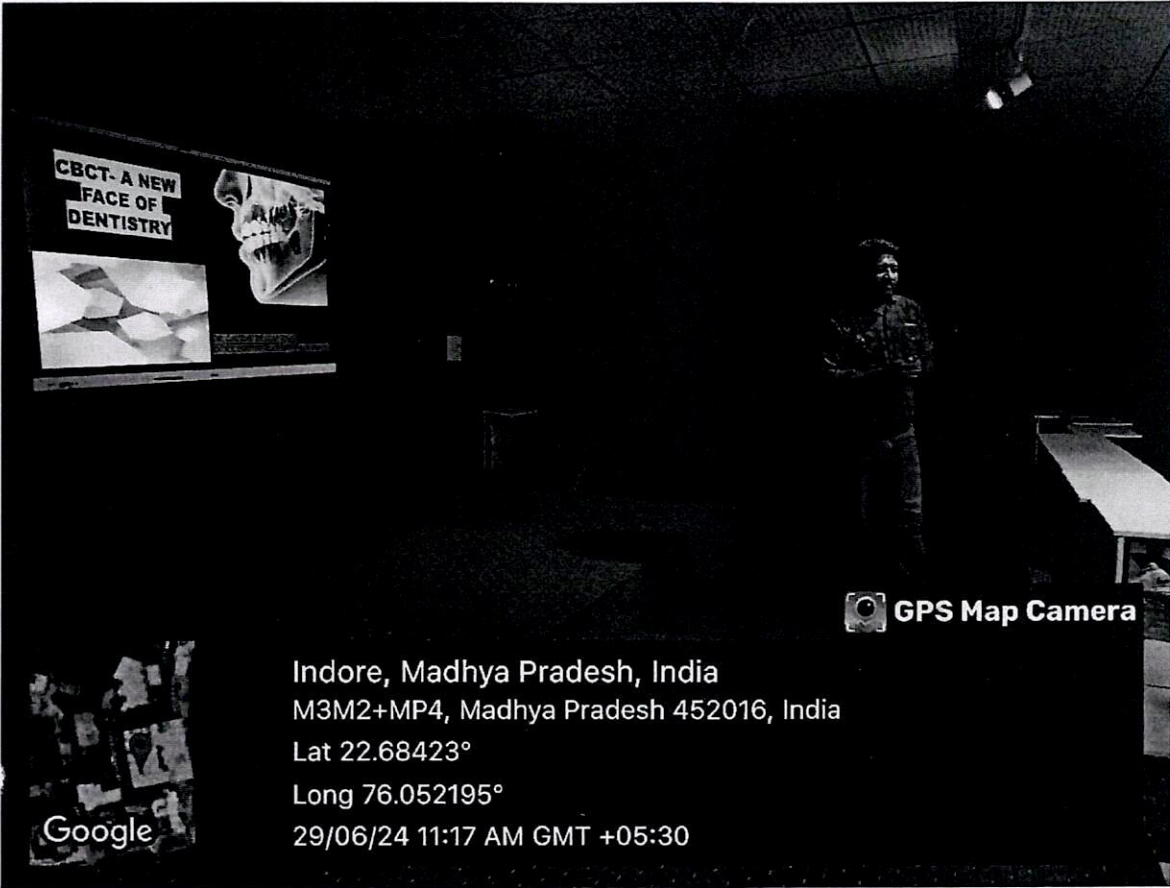 CBCT- A NEW
FACE OF
DENTISTRY
GPS Map Camera
Indore, Madhya Pradesh, India
M3M2+MP4, Madhya Pradesh 452016, India
Lat 22.68423°
Long 76.052195°
29/06/24 11:17 AM GMT +05:30
Google